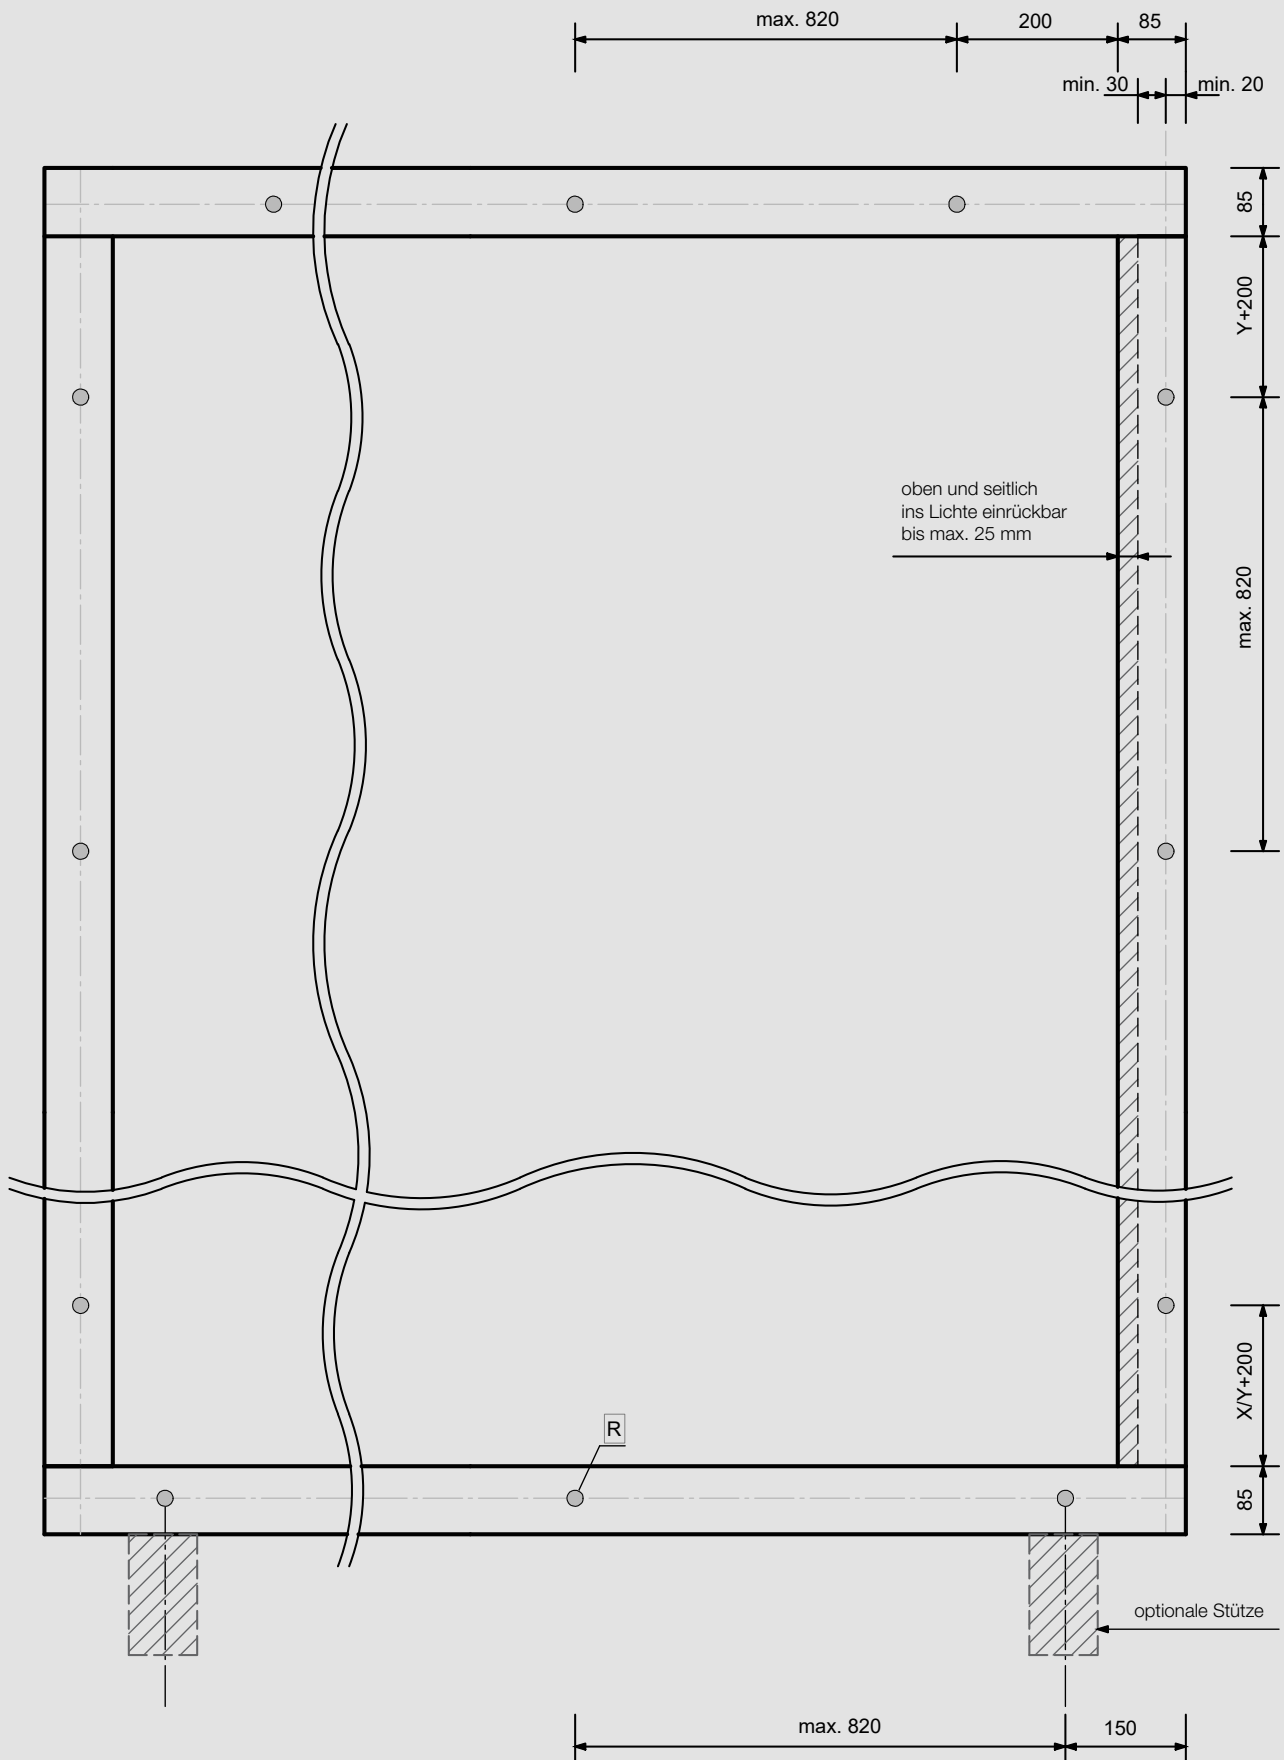 max. 820
200
85
min. 30
min. 20
85
Y+200
oben und seitlich
ins Lichte einrückbar
bis max. 25 mm
max. 820
X/Y+200
R
85
optionale Stütze
max. 820
150